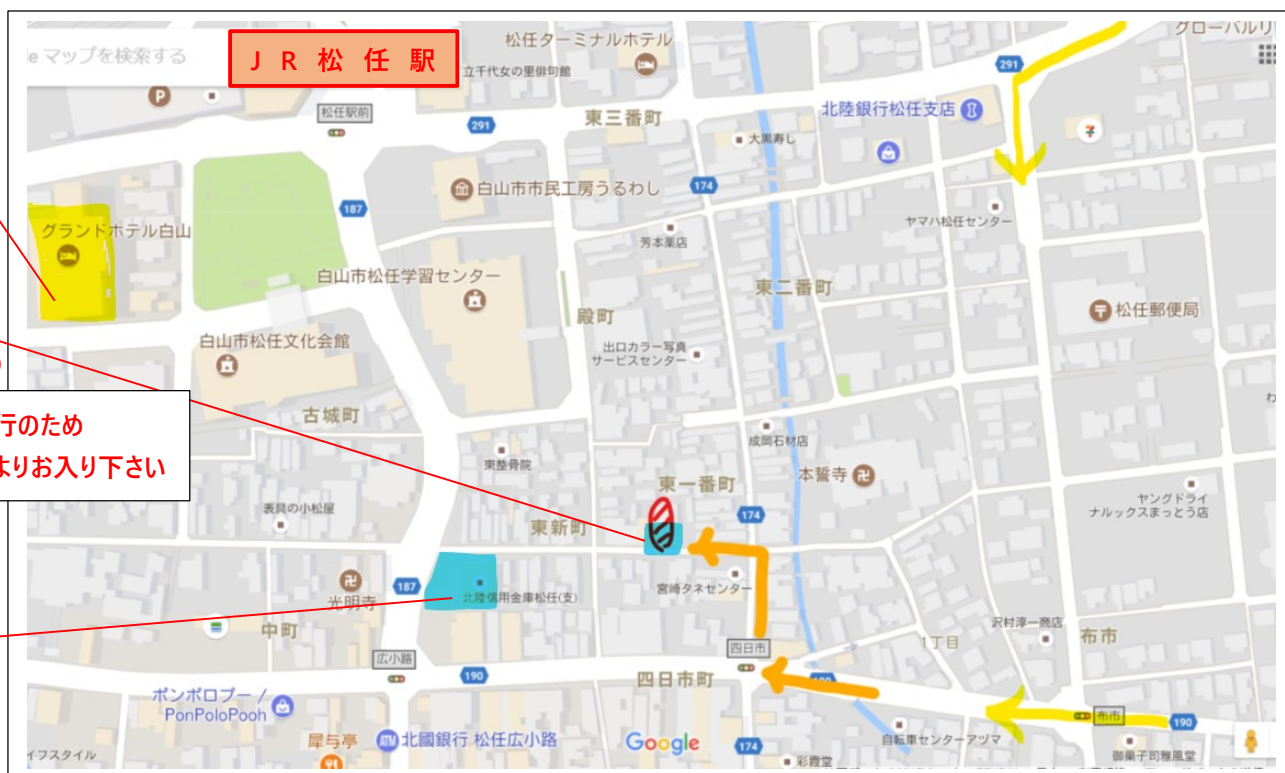 e マップを検索する
ＪＲ松任駅
松任ターミナルホテル
立千代女の里俳句館
グローバルリ
291
松任駅前
291
東三番町
北陸銀行松任支店
大黒寿し
白山市市民工房うるわし
174
187
ヤマハ松任センター
グランドホテル白山
芳本薬店
白山市松任学習センター
東二番町
殿町
松任郵便局
白山市松任文化会館
出口カラー写真
サービスセンター
わ
行のため
よりお入り下さい
古城町
成岡石材店
東整骨院
本誓寺
東一番町
ヤングドライ
ナルックスまっとう店
表具の小松屋
174
東新町
187
光明寺
北陸信用金庫松任(支)
宮崎タネセンター
中町
沢村淳一商店
布市
1丁目
四日市
広小路
190
四日市町
ポンポロプー /
PonPoloPooh
布市
190
犀与亭
ATM
北國銀行 松任広小路
Google
174
自転車センターアヅマ
御菓子司雅風堂
イフスタイル
彩霞堂